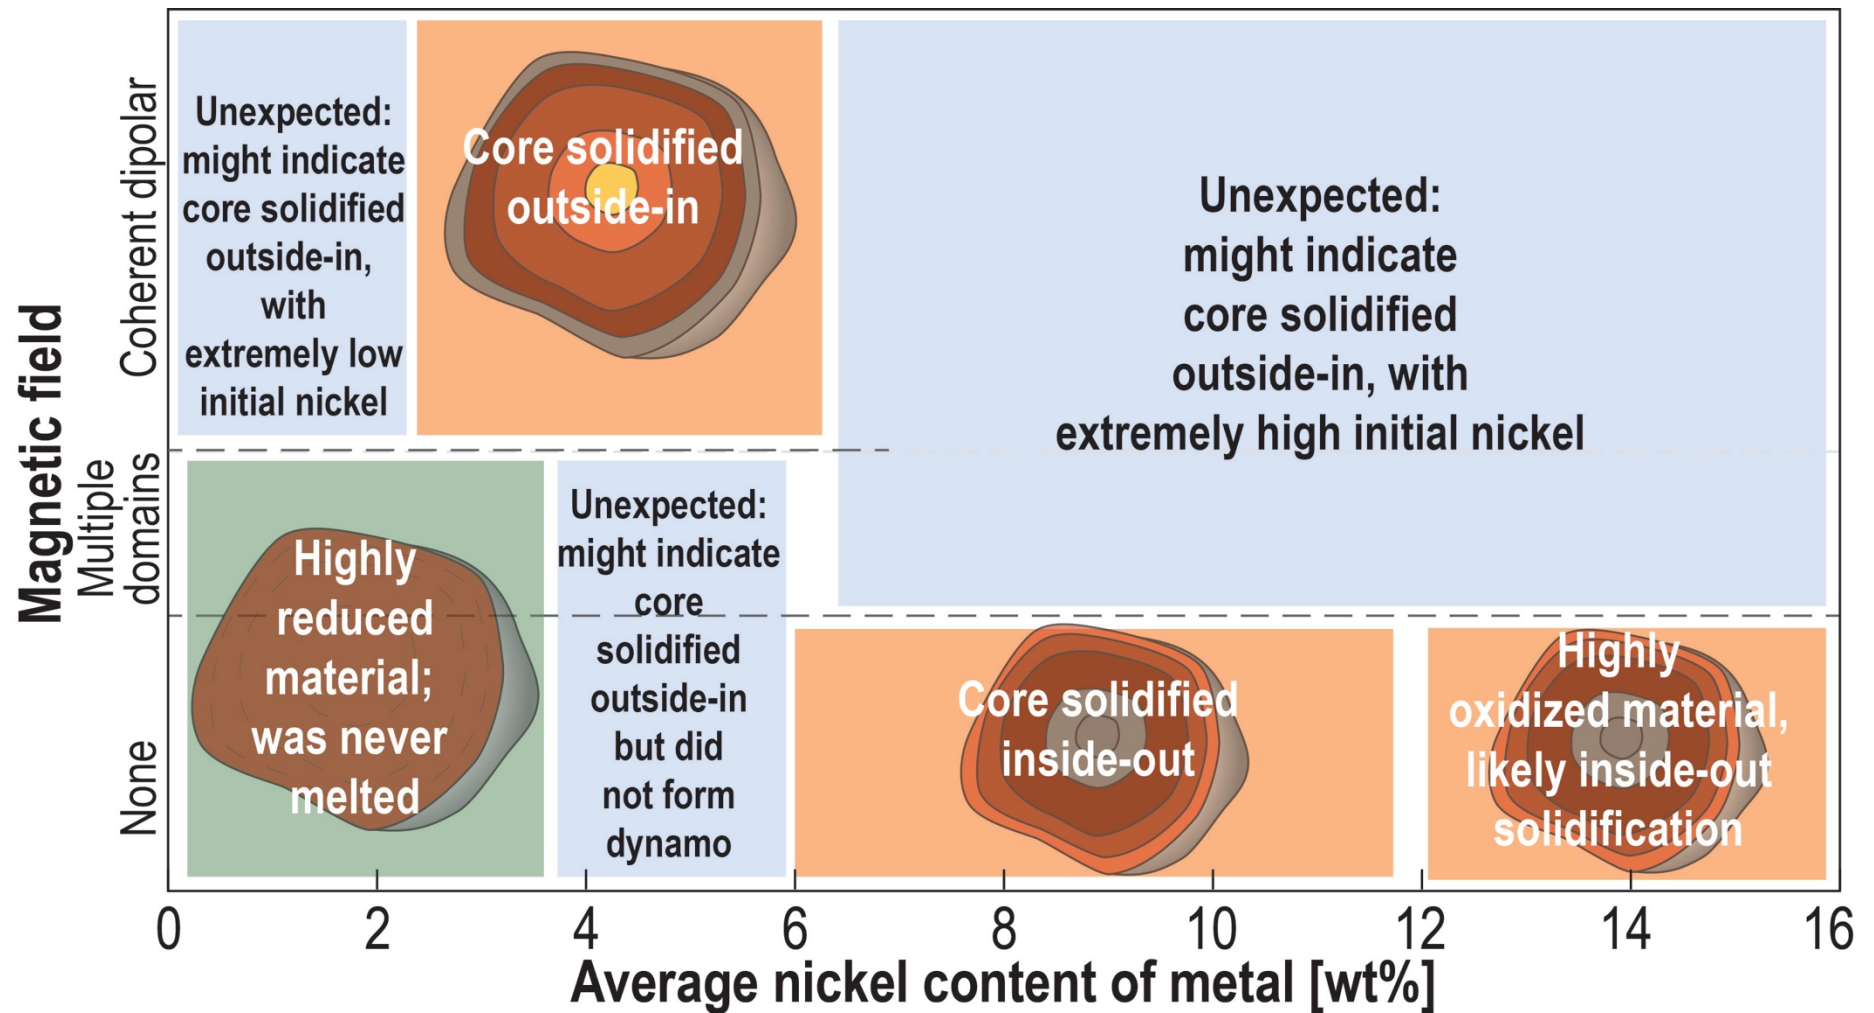 Magnetic field
Coherent dipolar
Multiple
domains
None
Unexpected:
might indicate
core solidified
outside-in,
with
extremely low
initial nickel
Core solidified
outside-in
Unexpected:
might indicate
core solidified
outside-in, with
extremely high initial nickel
Highly
reduced
material;
was never
melted
Unexpected:
might indicate
core
solidified
outside-in
but did
not form
dynamo
Core solidified
inside-out
Highly
oxidized material,
likely inside-out
solidification
0 2 4 6 8 10 12 14 16
Average nickel content of metal [wt%]